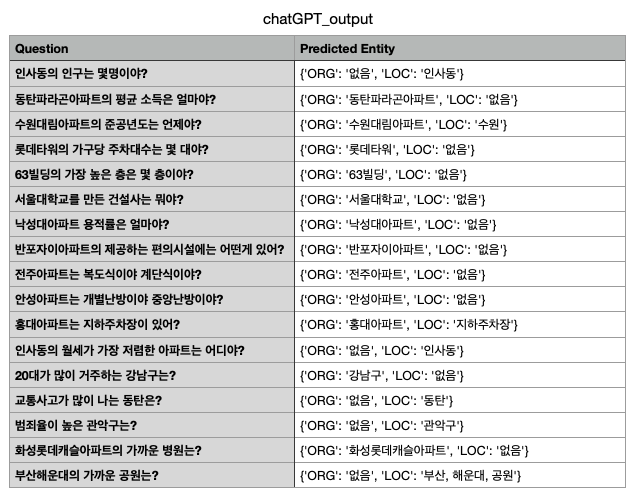 chatGPT_output
Question Predicted Entity
인사동의 인구는 몇명이야? {'ORG': '없음', 'LOC': '인사동'}
동탄파라곤아파트의 평균 소득은 얼마야? {'ORG': '동탄파라곤아파트', 'LOC': '없음'}
수원대림아파트의 준공년도는 언제야? {'ORG': '수원대림아파트', 'LOC': '수원'}
롯데타워의 가구당 주차대수는 몇 대야? {'ORG': '롯데타워', 'LOC': '없음'}
63빌딩의 가장 높은 층은 몇 층이야? {'ORG': '63빌딩', 'LOC': '없음'}
서울대학교를 만든 건설사는 뭐야? {'ORG': '서울대학교', 'LOC': '없음'}
낙성대아파트 용적률은 얼마야? {'ORG': '낙성대아파트', 'LOC': '없음'}
반포자이아파트의 제공하는 편의시설에는 어떤게 있어? {'ORG': '반포자이아파트', 'LOC': '없음'}
전주아파트는 복도식이야 계단식이야? {'ORG': '전주아파트', 'LOC': '없음'}
안성아파트는 개별난방이야 중앙난방이야? {'ORG': '안성아파트', 'LOC': '없음'}
홍대아파트는 지하주차장이 있어? {'ORG': '홍대아파트', 'LOC': '지하주차장'}
인사동의 월세가 가장 저렴한 아파트는 어디야? {'ORG': '없음', 'LOC': '인사동'}
20대가 많이 거주하는 강남구는? {'ORG': '강남구', 'LOC': '없음'}
교통사고가 많이 나는 동탄은? {'ORG': '없음', 'LOC': '동탄'}
범죄율이 높은 관악구는? {'ORG': '없음', 'LOC': '관악구'}
화성롯데캐슬아파트의 가까운 병원는? {'ORG': '화성롯데캐슬아파트', 'LOC': '없음'}
부산해운대의 가까운 공원는? {'ORG': '없음', 'LOC': '부산, 해운대, 공원'}